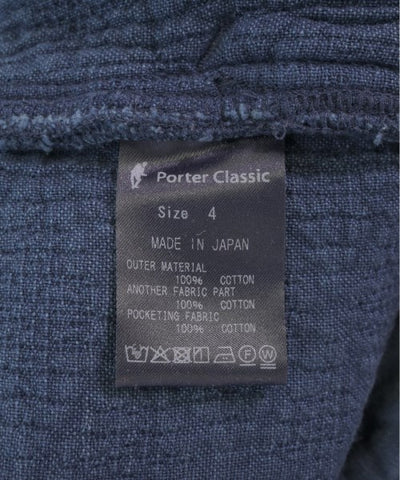 Porter Classic
Size 4
MADE IN JAPAN
OUTER MATERIAL
100% COTTON
ANOTHER FABRIC PART
100% COTTON
POCKETING FABRIC
100% COTTON
F W